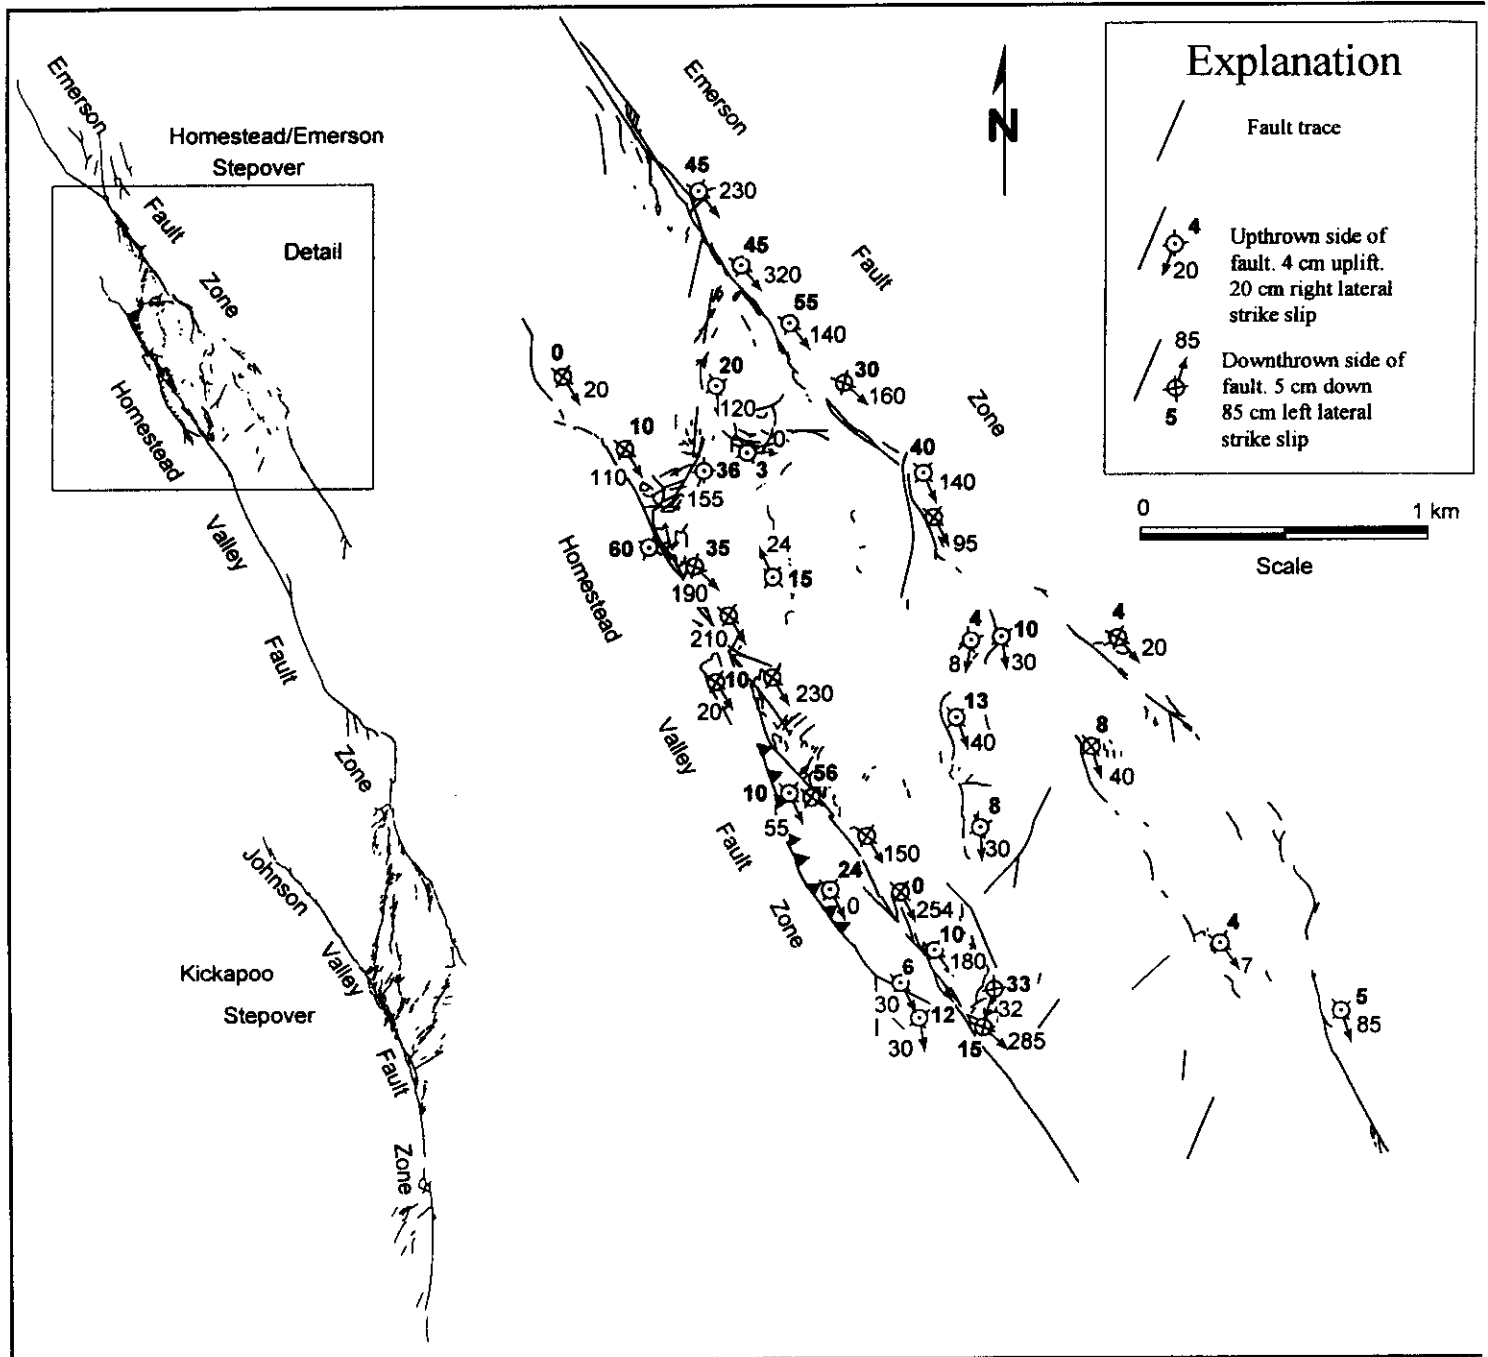 Emerson
Fault
Zone
Homestead/Emerson
Stepover
Detail
Homestead
Valley
Fault
Zone
Johnson
Valley
Fault
Zone
Kickapoo
Stepover
Emerson
Fault
Zone
N
45
230
45
320
55
140
0
20
20
120
30
160
10
110
0
3
36
155
40
140
95
60
35
190
24
15
Homestead
Valley
Fault
Zone
210
4
8
10
30
4
20
10
20
230
13
40
8
40
56
10
55
8
30
150
24
0
0
254
10
180
4
7
6
30
33
32
12
30
15
285
5
85
Explanation
Fault trace
4
20
Upthrown side of
fault. 4 cm uplift.
20 cm right lateral
strike slip
85
5
Downthrown side of
fault. 5 cm down
85 cm left lateral
strike slip
0
1 km
Scale